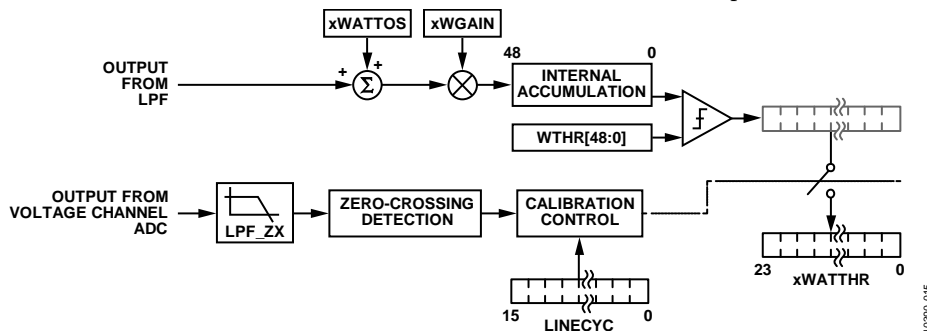 xWATTOS
xWGAIN
48
0
OUTPUT
FROM
LPF
+
+
Σ
INTERNAL
ACCUMULATION
WTHR[48:0]
OUTPUT FROM
VOLTAGE CHANNEL
ADC
LPF_ZX
ZERO-CROSSING
DETECTION
CALIBRATION
CONTROL
23
0
xWATTHR
15
0
LINECYC